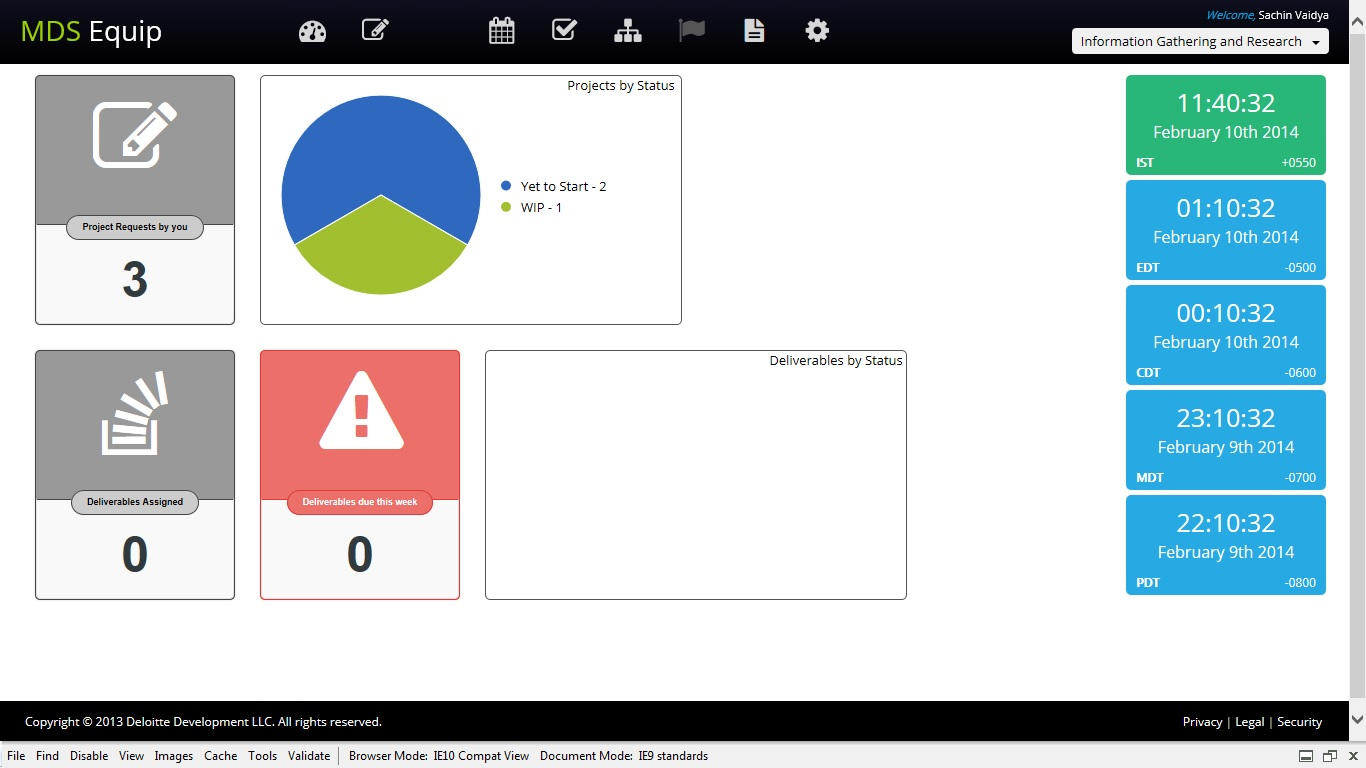 MDS Equip
Welcome, Sachin Vaidya
Information Gathering and Research
Project Requests by you
3
Projects by Status
Yet to Start - 2
WIP - 1
Deliverables Assigned
0
Deliverables due this week
0
Deliverables by Status
11:40:32
February 10th 2014
IST +0550
01:10:32
February 10th 2014
EDT -0500
00:10:32
February 10th 2014
CDT -0600
23:10:32
February 9th 2014
MDT -0700
22:10:32
February 9th 2014
PDT -0800
Copyright © 2013 Deloitte Development LLC. All rights reserved.
Privacy | Legal | Security
File Find Disable View Images Cache Tools Validate Browser Mode: IE10 Compat View Document Mode: IE9 standards